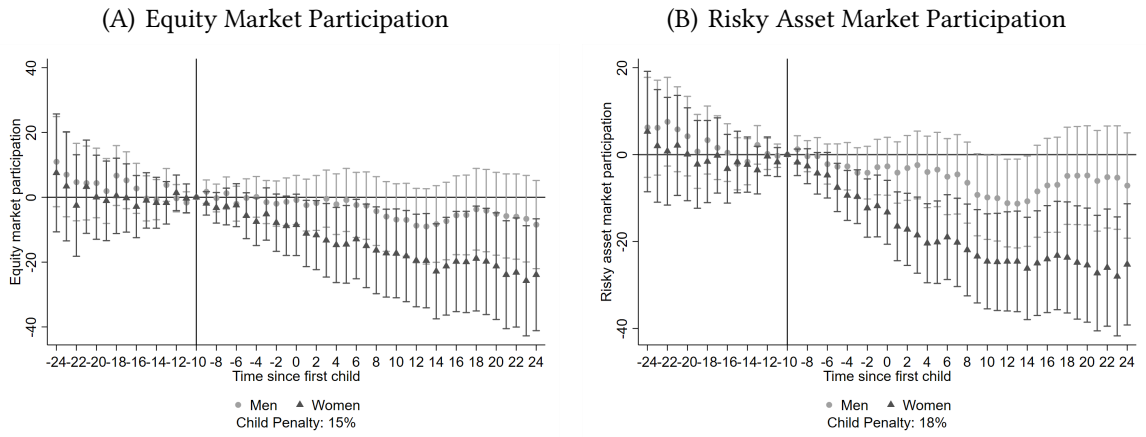 (A) Equity Market Participation
Equity market participation
40
20
0
-20
-40
-24 -22 -20 -18 -16 -14 -12 -10 -8 -6 -4 -2 0 2 4 6 8 10 12 14 16 18 20 22 24
Time since first child
Men Women
Child Penalty: 15%
(B) Risky Asset Market Participation
Risky asset market participation
20
0
-20
-40
-24 -22 -20 -18 -16 -14 -12 -10 -8 -6 -4 -2 0 2 4 6 8 10 12 14 16 18 20 22 24
Time since first child
Men Women
Child Penalty: 18%